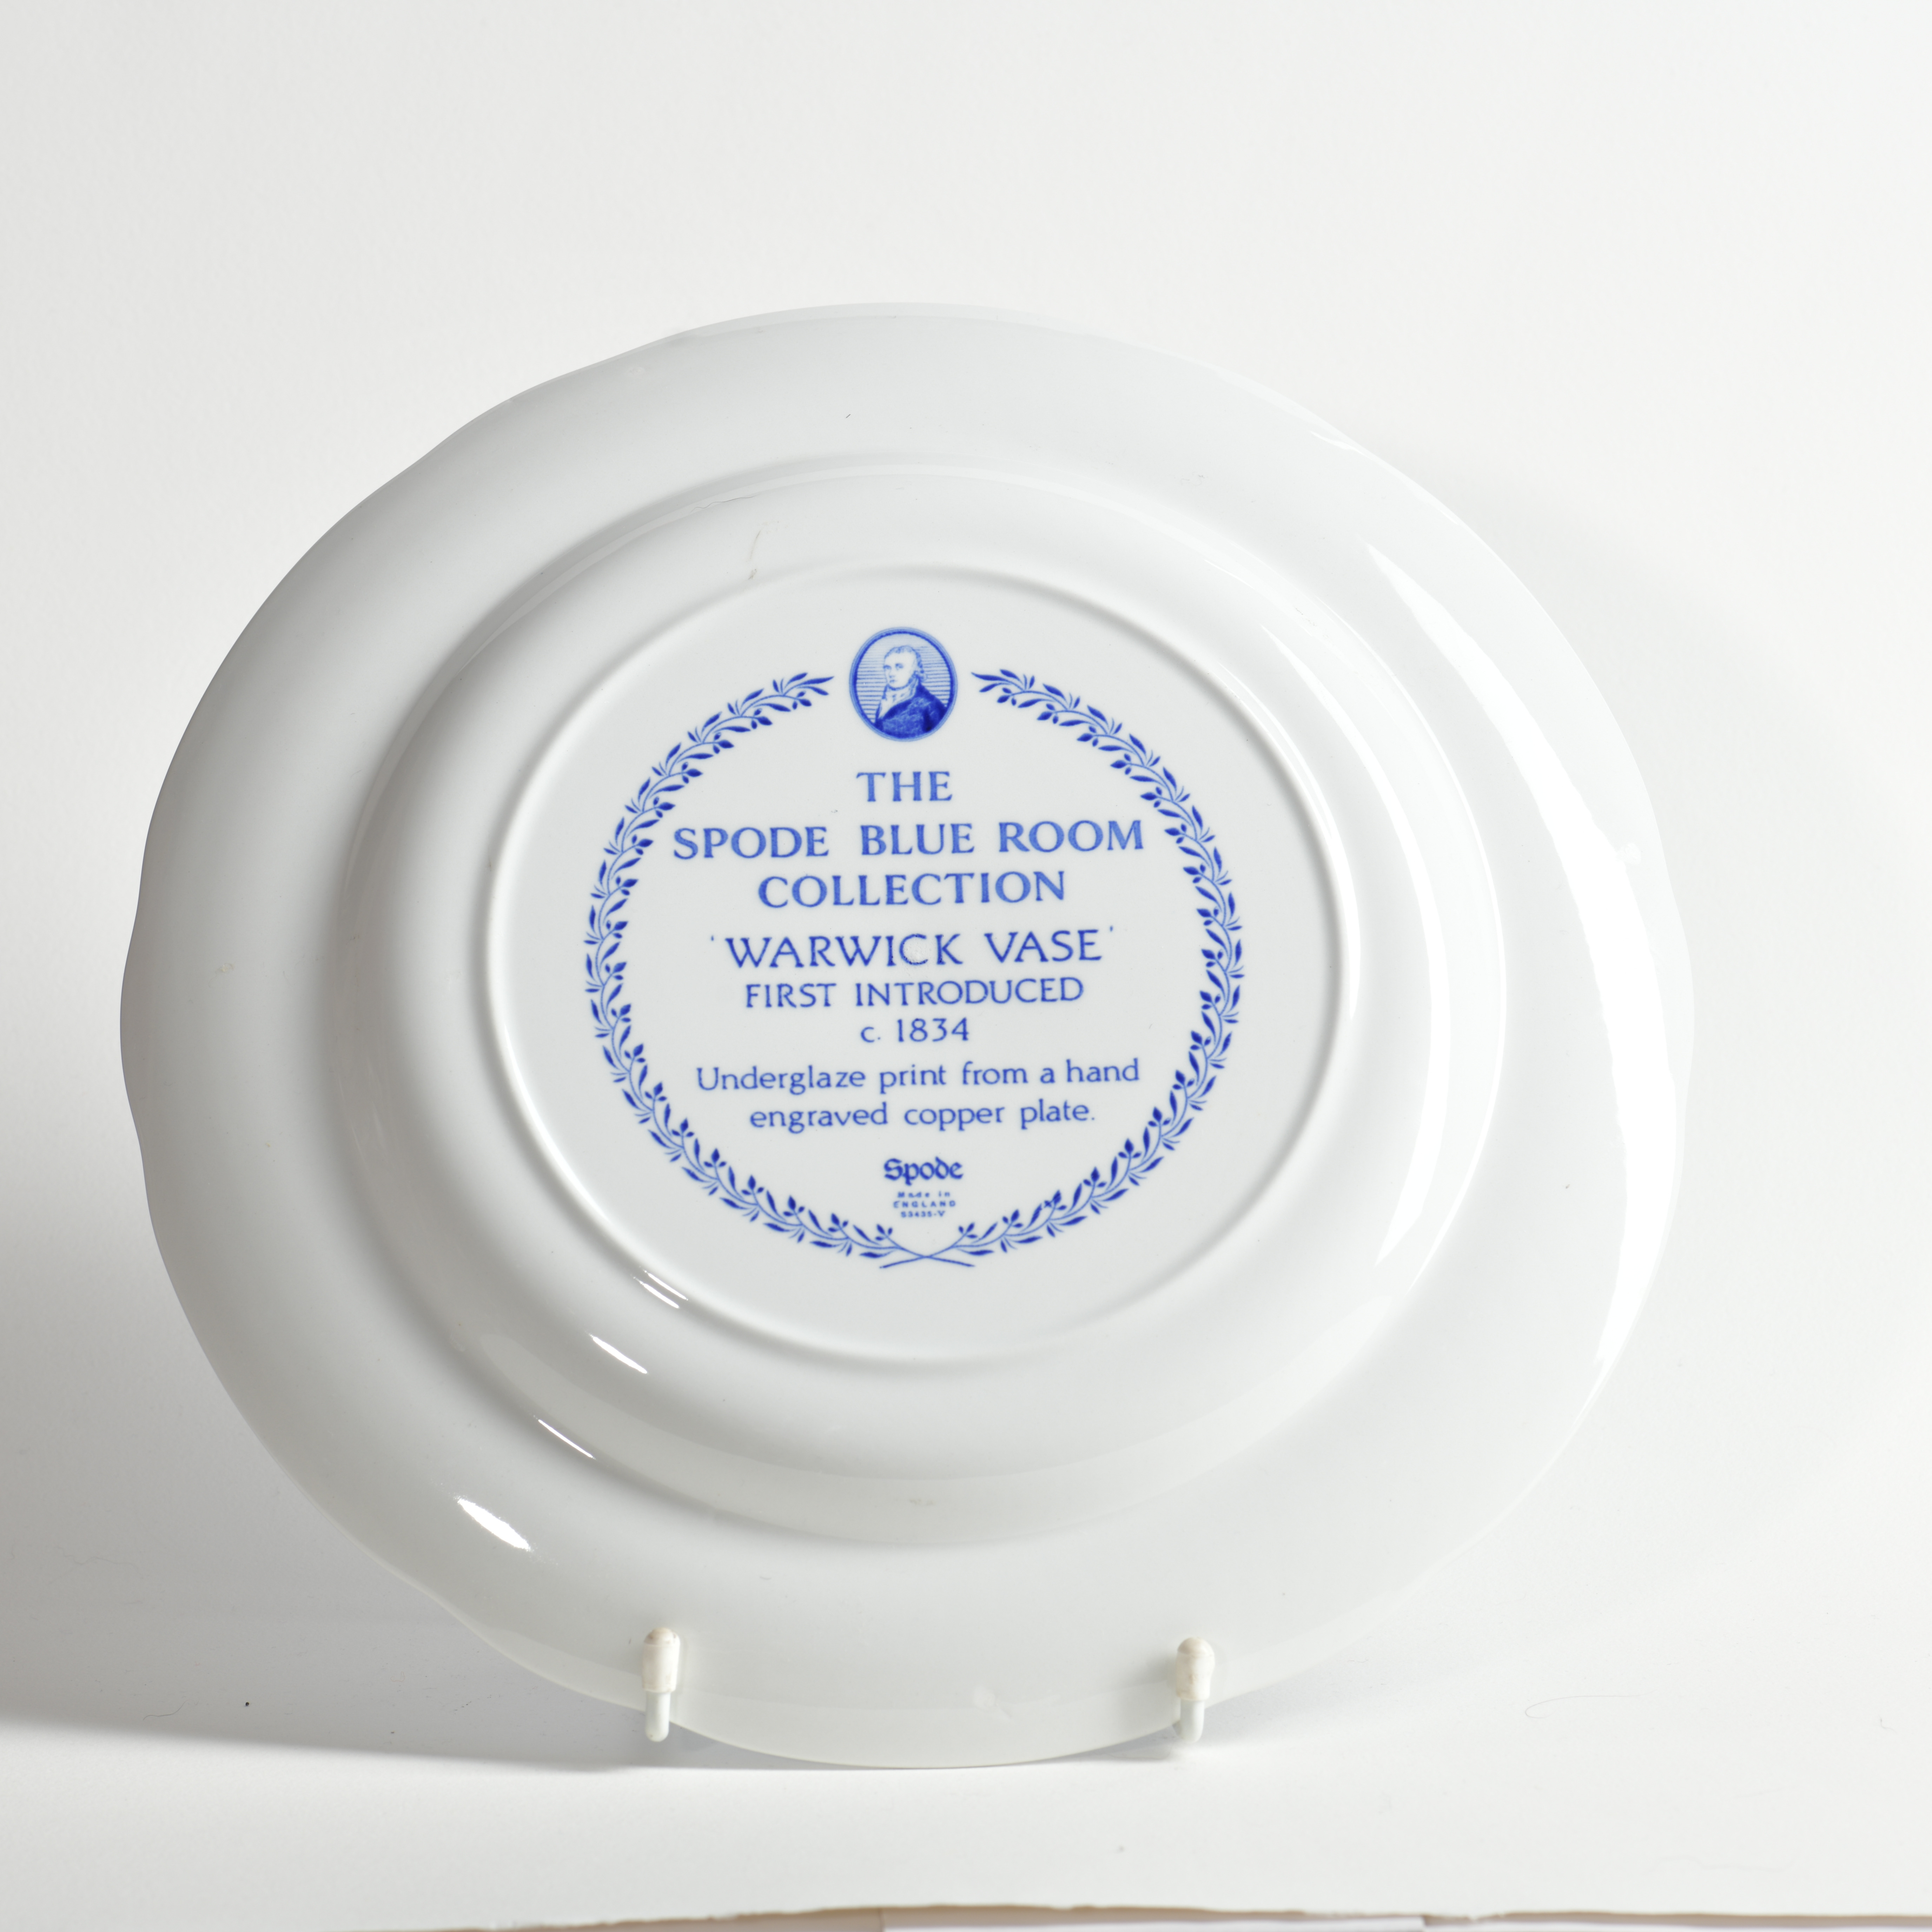 THE
SPODE BLUE ROOM
COLLECTION
'WARWICK VASE'
FIRST INTRODUCED
c. 1834
Underglaze print from a hand
engraved copper plate.
Spode
Made in
ENGLAND
S3435-V